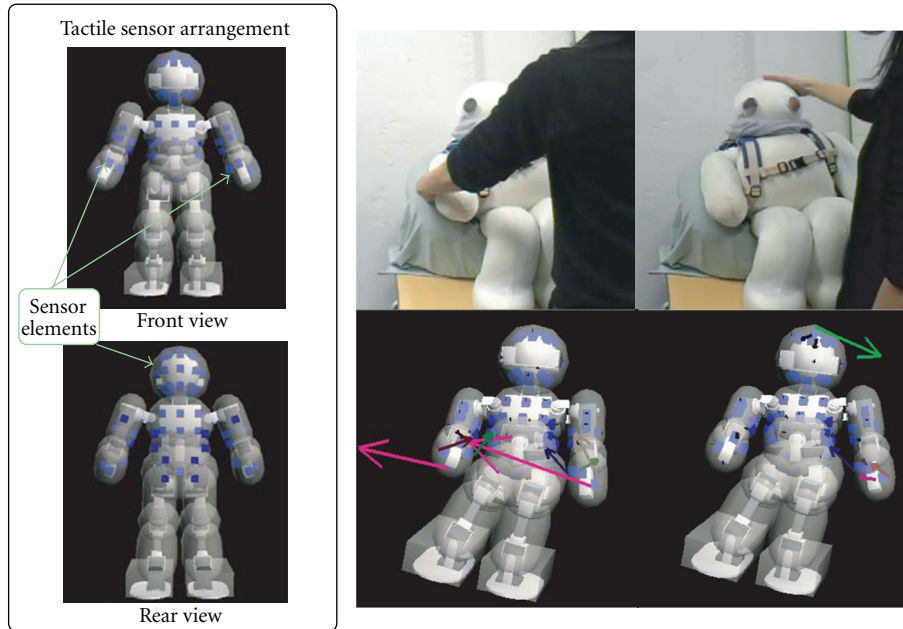 Tactile sensor arrangement
Front view
Sensor
elements
Rear view